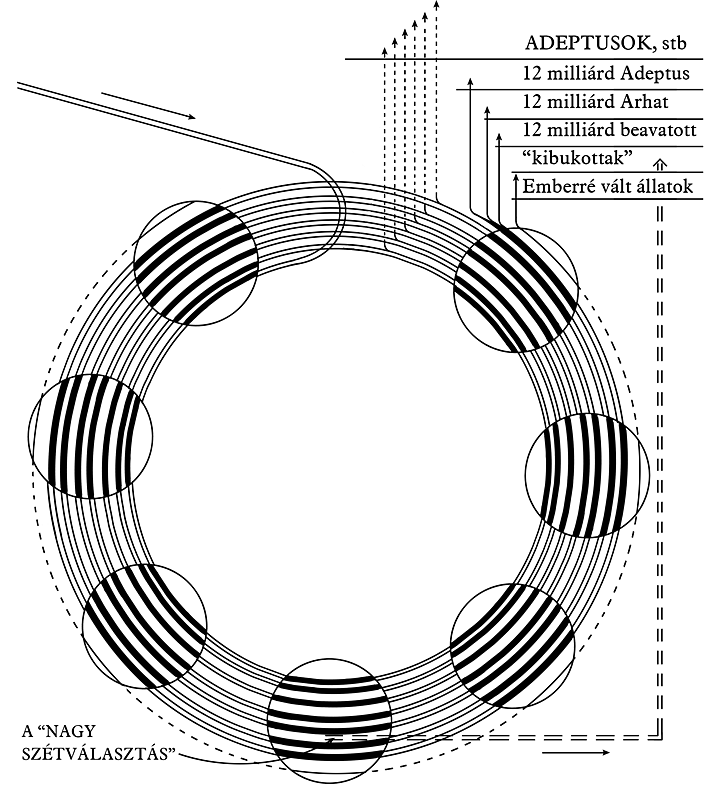 ADEPTUSOK, stb
12 milliárd Adeptus
12 milliárd Arhat
12 milliárd beavatott
“kibukottak”
Emberré vált állatok
A “NAGY
SZÉTVÁLASZTÁS”